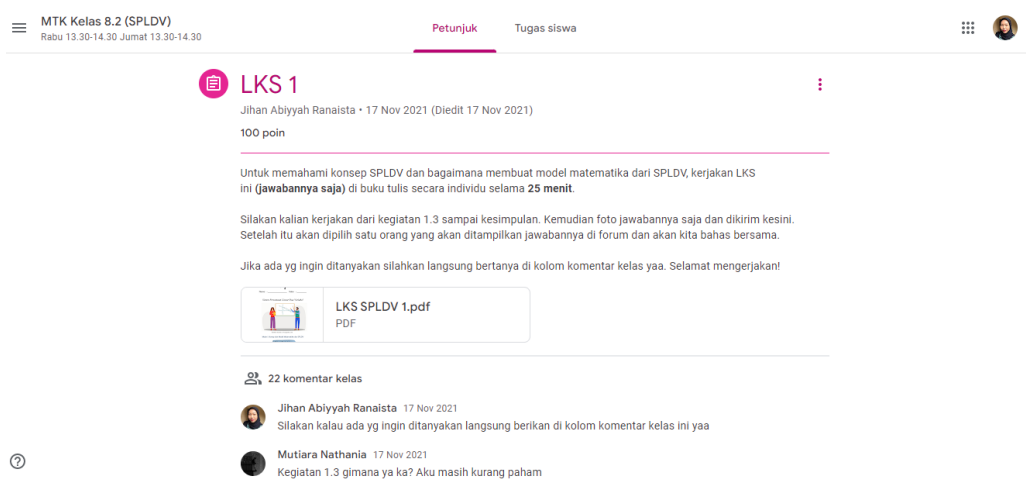 MTK Kelas 8.2 (SPLDV)
Rabu 13.30-14.30 Jumat 13.30-14.30
Petunjuk
Tugas siswa
LKS 1
Jihan Abiyyah Ranaista • 17 Nov 2021 (Diedit 17 Nov 2021)
100 poin
Untuk memahami konsep SPLDV dan bagaimana membuat model matematika dari SPLDV, kerjakan LKS
ini (jawabannya saja) di buku tulis secara individu selama 25 menit.
Silakan kalian kerjakan dari kegiatan 1.3 sampai kesimpulan. Kemudian foto jawabannya saja dan dikirim kesini.
Setelah itu akan dipilih satu orang yang akan ditampilkan jawabannya di forum dan akan kita bahas bersama.
Jika ada yg ingin ditanyakan silahkan langsung bertanya di kolom komentar kelas yaa. Selamat mengerjakan!
LKS SPLDV 1.pdf
PDF
22 komentar kelas
Jihan Abiyyah Ranaista 17 Nov 2021
Silakan kalau ada yg ingin ditanyakan langsung berikan di kolom komentar kelas ini yaa
Mutiara Nathania 17 Nov 2021
Kegiatan 1.3 gimana ya ka? Aku masih kurang paham